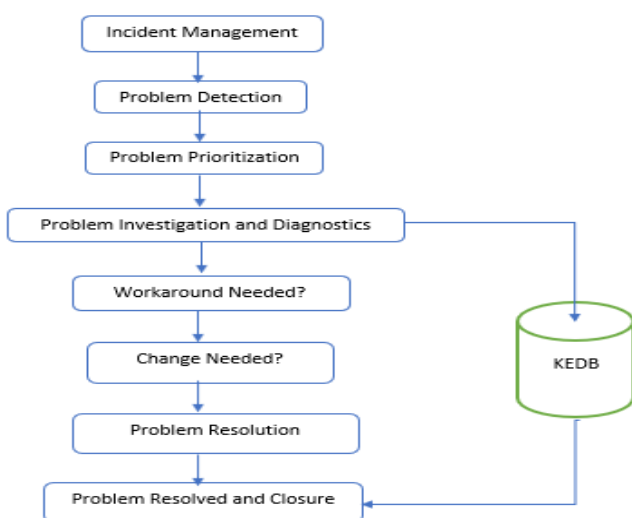 Incident Management
Problem Detection
Problem Prioritization
Problem Investigation and Diagnostics
Workaround Needed?
Change Needed?
KEDB
Problem Resolution
Problem Resolved and Closure